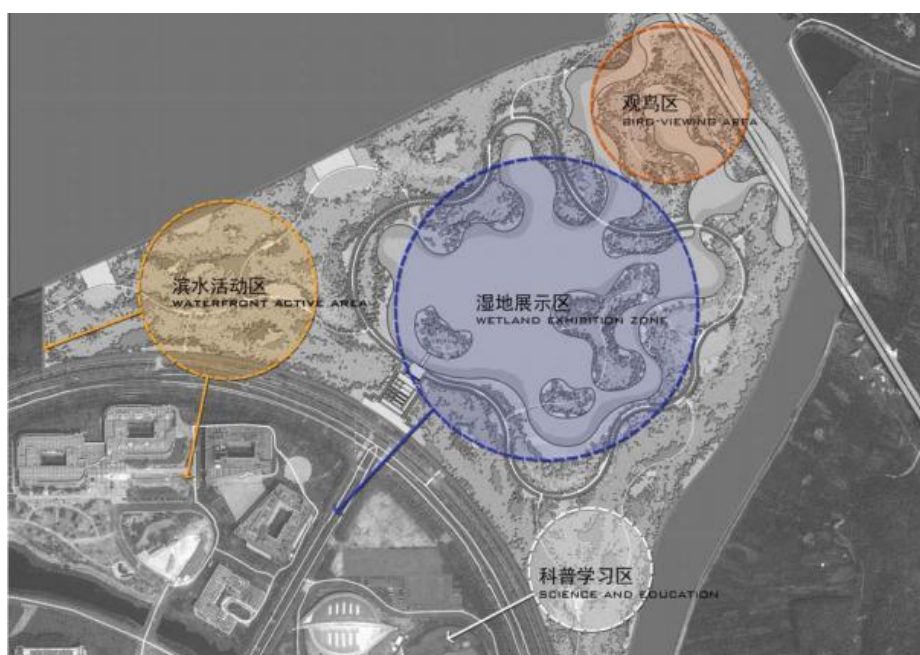 观鸟区
BIRD-VIEWING AREA
滨水活动区
WATERFRONT ACTIVE AREA
湿地展示区
WETLAND EXHIBITION ZONE
科普学习区
SCIENCE AND EDUCATION